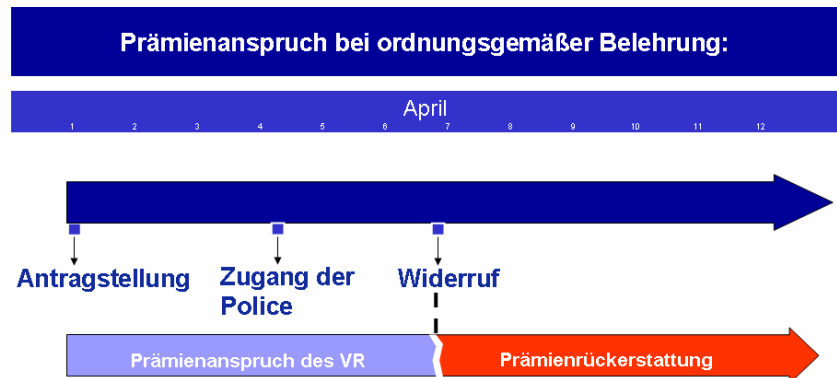 Prämienanspruch bei ordnungsgemäßer Belehrung:
April
1 2 3 4 5 6 7 8 9 10 11 12
Antragstellung Zugang der Police Widerruf
Prämienanspruch des VR Prämienrückerstattung